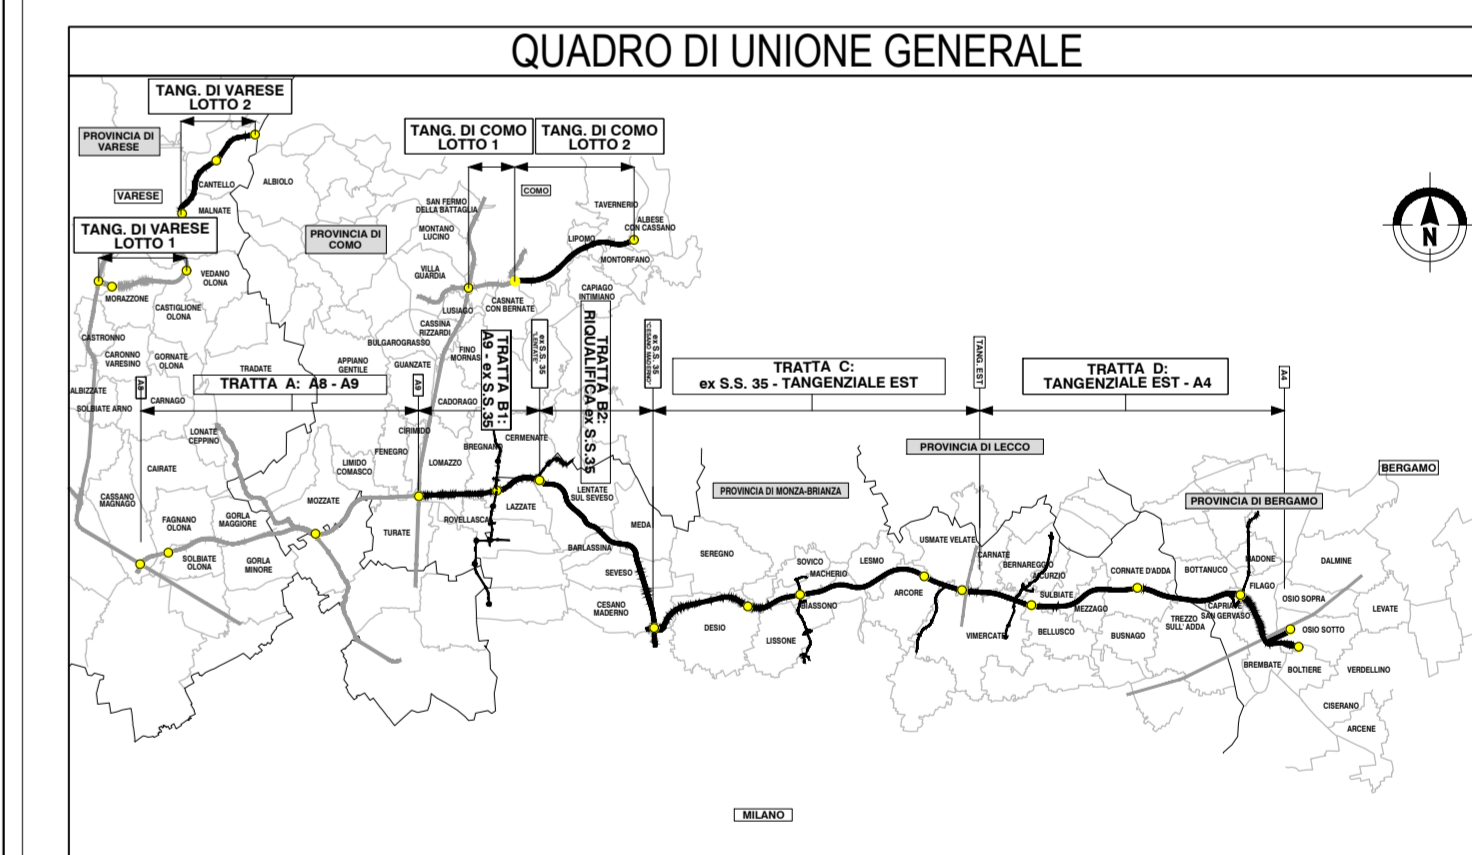 QUADRO DI UNIONE GENERALE
TANG. DI VARESE
LOTTO 2
PROVINCIA DI
VARESE
TANG. DI COMO
LOTTO 1
TANG. DI COMO
LOTTO 2
CANTELLO
ALBIOLO
VARESE
MALNATE
COMO
SAN FERMO
DELLA BATTAGLIA
TAVERNERIO
ALBESE
CON CASSANO
TANG. DI VARESE
LOTTO 1
PROVINCIA DI
COMO
MONTANO
LUCINO
LIPOMO
MONTORFANO
N
VEDANO
OLONA
VILLA
GUARDIA
MORAZZONE
CASTIGLIONE
OLONA
LUSIAGO
CASNATE
CON BERNATE
CAPIAGO
INTIMIANO
CASSINA
RIZZARDI
BULGAROGRASSO
CASTRONNO
CARONNO
VARESINO
GORNATE
OLONA
TRADATE
APPIANO
GENTILE
GUANZATE
FINO
MORNAS
TRATTA B1:
A9 - ex S.S.35
ex S.S. 35
"LENTATE"
TRATTA B2:
RIQUALIFICA ex S.S.35
ex S.S. 35
"CESANO MADERNO"
TRATTA C:
ex S.S. 35 - TANGENZIALE EST
TANG. EST
TRATTA D:
TANGENZIALE EST - A4
A4
ALBIZZATE
A8
TRATTA A: A8 - A9
A9
SOLBIATE ARNO
CARNAGO
CADORAGO
LONATE
CEPPINO
CIRIMIDO
BREGNANO
CERMENATE
FENEGRO
PROVINCIA DI LECCO
CAIRATE
LIMIDO
COMASCO
LOMAZZO
BERGAMO
CASSANO
MAGNAGO
MOZZATE
LENTATE
SUL SEVESO
PROVINCIA DI MONZA-BRIANZA
PROVINCIA DI BERGAMO
FAGNANO
OLONA
GORLA
MAGGIORE
TURATE
ROVELLASCA
LAZZATE
MEDA
SOLBIATE
OLONA
GORLA
MINORE
BARLASSINA
SEREGNO
USMATE VELATE
CARNATE
SEVESO
SOVICO
MACHERIO
LESMO
BERNAREGGIO
AICURZIO
CORNATE D'ADDA
BOTTANUCO
MADONE
DALMINE
CESANO
MADERNO
BIASSONO
ARCORE
SULBIATE
MEZZAGO
FILAGO
CAPRIATE
SAN GERVASO
OSIO SOPRA
LEVATE
DESIO
LISSONE
VIMERCATE
BELLUSCO
BUSNAGO
TREZZO
SULL' ADDA
OSIO SOTTO
BREMBATE
BOLTIERE
VERDELLINO
CISERANO
ARCENE
MILANO